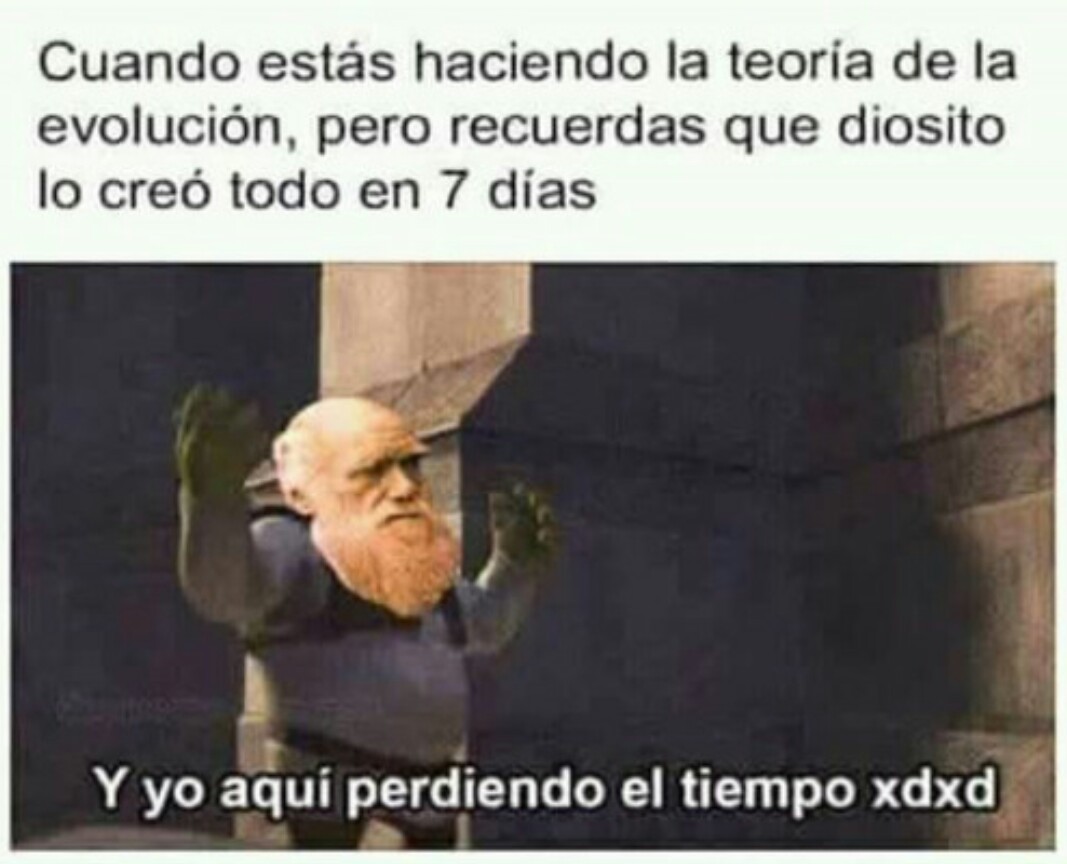 Cuando estás haciendo la teoría de la
evolución, pero recuerdas que diosito
lo creó todo en 7 días
Y yo aquí perdiendo el tiempo xdxd